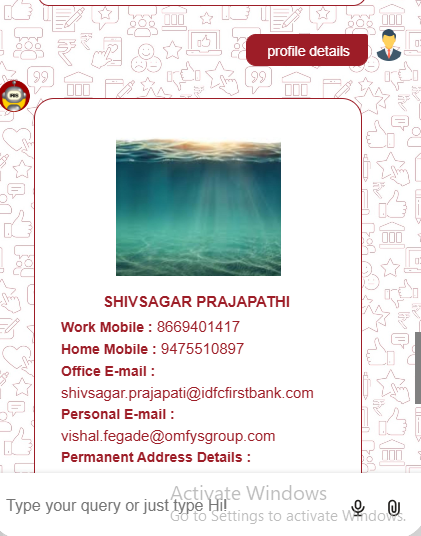 profile details
SHIVSAGAR PRAJAPATHI
Work Mobile : 8669401417
Home Mobile : 9475510897
Office E-mail :
shivsagar.prajapati@idfcfirstbank.com
Personal E-mail :
vishal.fegade@omfysgroup.com
Permanent Address Details :
Type your query or just type Hi!
Activate Windows
Go to Settings to activate Windows.